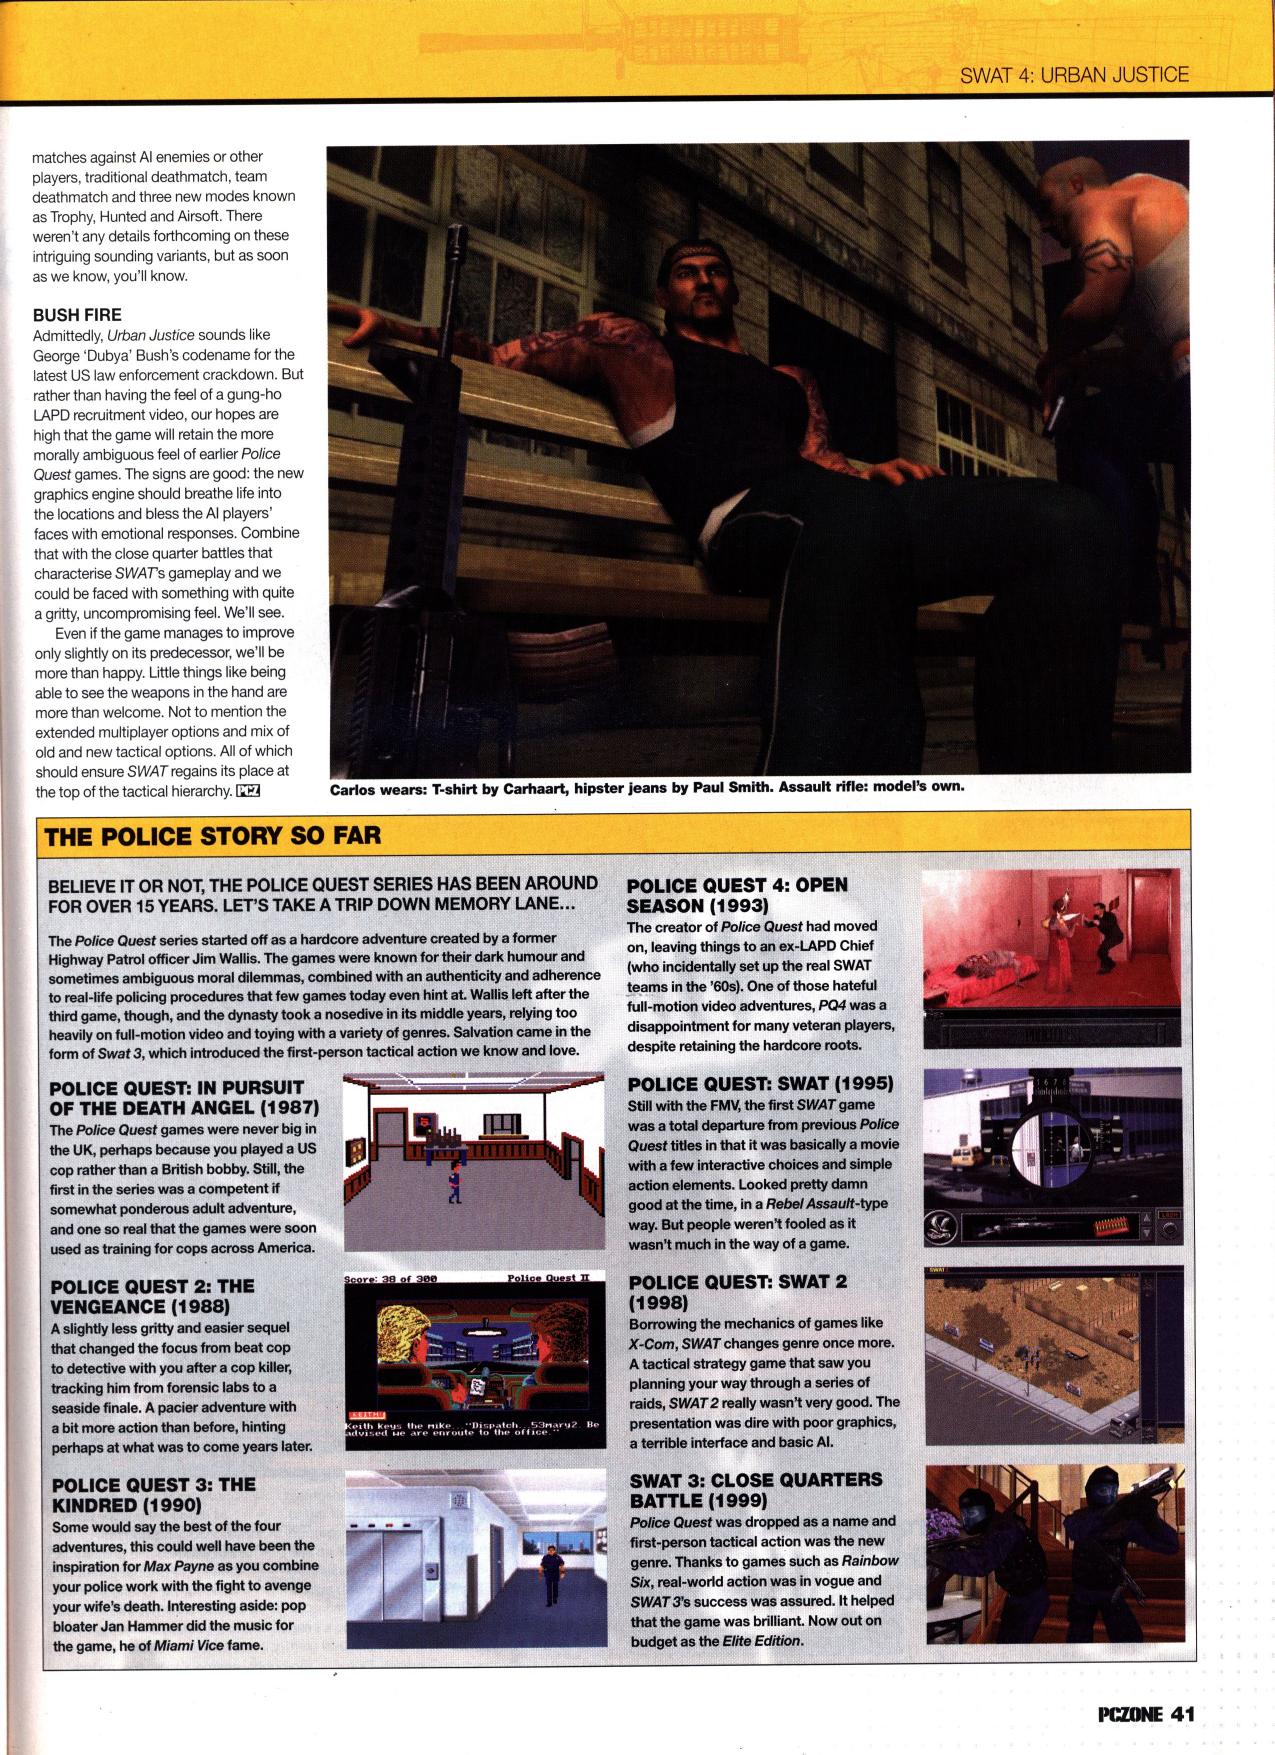 SWAT 4: URBAN JUSTICE
matches against AI enemies or other
players, traditional deathmatch, team
deathmatch and three new modes known
as Trophy, Hunted and Airsoft. There
weren't any details forthcoming on these
intriguing sounding variants, but as soon
as we know, you'll know.
BUSH FIRE
Admittedly, Urban Justice sounds like
George 'Dubya' Bush's codename for the
latest US law enforcement crackdown. But
rather than having the feel of a gung-ho
LAPD recruitment video, our hopes are
high that the game will retain the more
morally ambiguous feel of earlier Police
Quest games. The signs are good: the new
graphics engine should breathe life into
the locations and bless the AI players'
faces with emotional responses. Combine
that with the close quarter battles that
characterise SWAT's gameplay and we
could be faced with something with quite
a gritty, uncompromising feel. We'll see.
Even if the game manages to improve
only slightly on its predecessor, we'll be
more than happy. Little things like being
able to see the weapons in the hand are
more than welcome. Not to mention the
extended multiplayer options and mix of
old and new tactical options. All of which
should ensure SWAT regains its place at
the top of the tactical hierarchy. PCZ
Carlos wears: T-shirt by Carhaart, hipster jeans by Paul Smith. Assault rifle: model's own.
THE POLICE STORY SO FAR
BELIEVE IT OR NOT, THE POLICE QUEST SERIES HAS BEEN AROUND
FOR OVER 15 YEARS. LET'S TAKE A TRIP DOWN MEMORY LANE...
The Police Quest series started off as a hardcore adventure created by a former
Highway Patrol officer Jim Wallis. The games were known for their dark humour and
sometimes ambiguous moral dilemmas, combined with an authenticity and adherence
to real-life policing procedures that few games today even hint at. Wallis left after the
third game, though, and the dynasty took a nosedive in its middle years, relying too
heavily on full-motion video and toying with a variety of genres. Salvation came in the
form of Swat 3, which introduced the first-person tactical action we know and love.
POLICE QUEST: IN PURSUIT
OF THE DEATH ANGEL (1987)
The Police Quest games were never big in
the UK, perhaps because you played a US
cop rather than a British bobby. Still, the
first in the series was a competent if
somewhat ponderous adult adventure,
and one so real that the games were soon
used as training for cops across America.
POLICE QUEST 2: THE
VENGEANCE (1988)
A slightly less gritty and easier sequel
that changed the focus from beat cop
to detective with you after a cop killer,
tracking him from forensic labs to a
seaside finale. A pacier adventure with
a bit more action than before, hinting
perhaps at what was to come years later.
Score: 38 of 300 Police Quest II
KEITH:
Keith keys the mike... "Dispatch...53mary2. Be
advised we are enroute to the office."
POLICE QUEST 3: THE
KINDRED (1990)
Some would say the best of the four
adventures, this could well have been the
inspiration for Max Payne as you combine
your police work with the fight to avenge
your wife's death. Interesting aside: pop
bloater Jan Hammer did the music for
the game, he of Miami Vice fame.
POLICE QUEST 4: OPEN
SEASON (1993)
The creator of Police Quest had moved
on, leaving things to an ex-LAPD Chief
(who incidentally set up the real SWAT
teams in the '60s). One of those hateful
full-motion video adventures, PQ4 was a
disappointment for many veteran players,
despite retaining the hardcore roots.
POLICE QUEST: SWAT (1995)
Still with the FMV, the first SWAT game
was a total departure from previous Police
Quest titles in that it was basically a movie
with a few interactive choices and simple
action elements. Looked pretty damn
good at the time, in a Rebel Assault-type
way. But people weren't fooled as it
wasn't much in the way of a game.
POLICE QUEST: SWAT 2
(1998)
Borrowing the mechanics of games like
X-Com, SWAT changes genre once more.
A tactical strategy game that saw you
planning your way through a series of
raids, SWAT 2 really wasn't very good. The
presentation was dire with poor graphics,
a terrible interface and basic AI.
SWAT 3: CLOSE QUARTERS
BATTLE (1999)
Police Quest was dropped as a name and
first-person tactical action was the new
genre. Thanks to games such as Rainbow
Six, real-world action was in vogue and
SWAT 3's success was assured. It helped
that the game was brilliant. Now out on
budget as the Elite Edition.
PCZONE 41